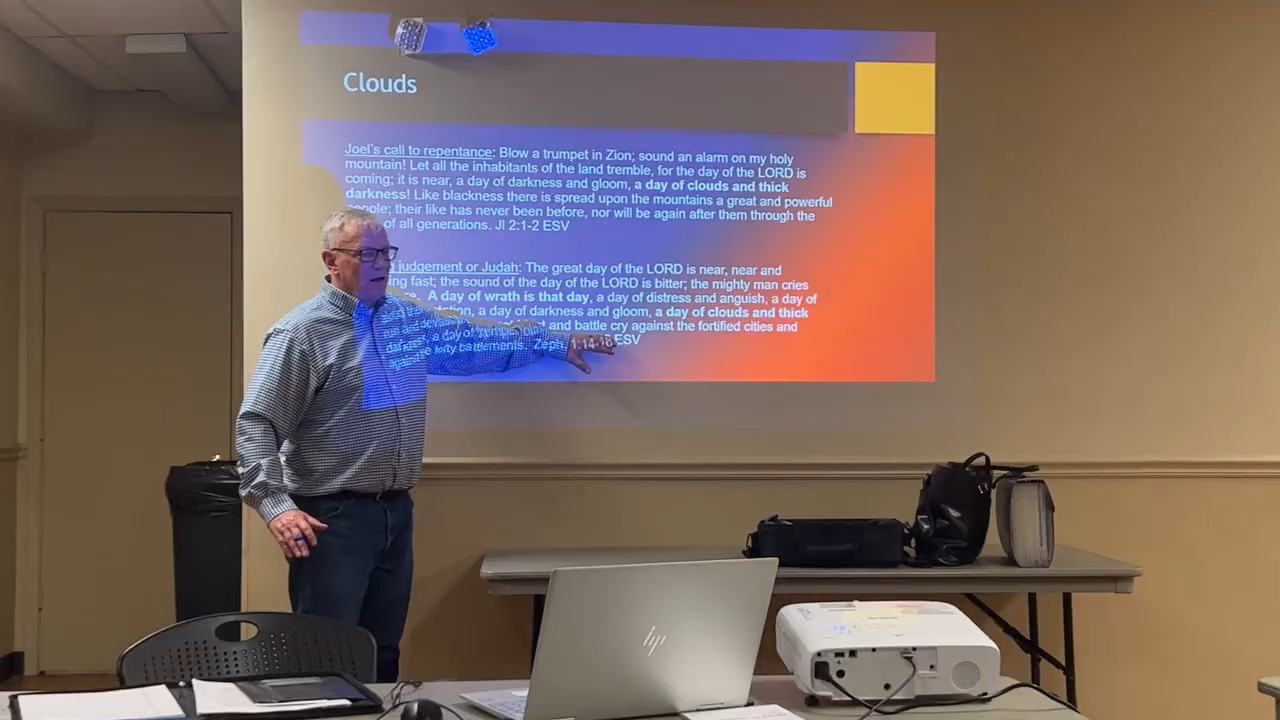 Clouds
Joel's call to repentance: Blow a trumpet in Zion; sound an alarm on my holy
mountain! Let all the inhabitants of the land tremble, for the day of the LORD is
coming; it is near, a day of darkness and gloom, a day of clouds and thick
darkness! Like blackness there is spread upon the mountains a great and powerful
people; their like has never been before, nor will be again after them through the
of all generations. Jl 2:1-2 ESV
judgement or Judah: The great day of the LORD is near, near and
fast; the sound of the day of the LORD is bitter; the mighty man cries
A day of wrath is that day, a day of distress and anguish, a day of
a day of darkness and gloom, a day of clouds and thick
darkness, a day of trumpet and battle cry against the fortified cities and
against battlements. Zeph. 1:14-16 ESV
hp